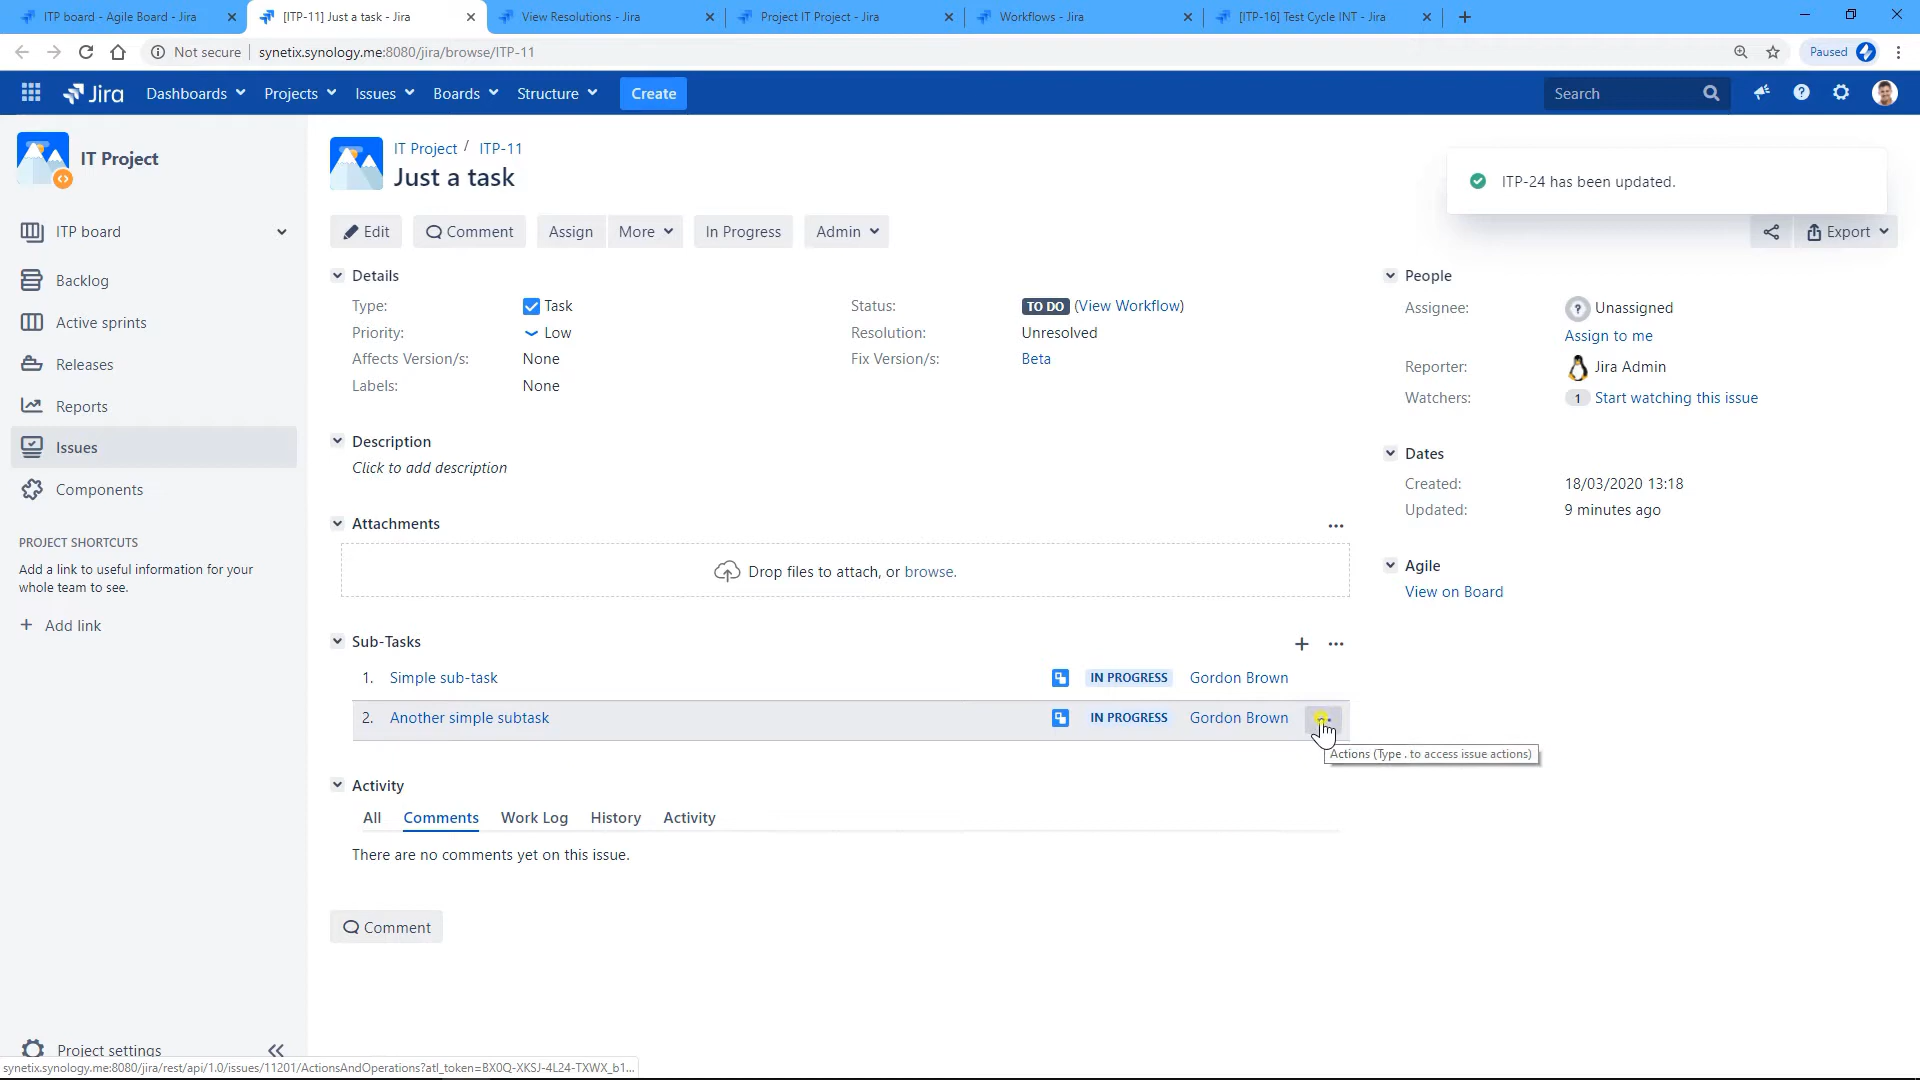 ITP board - Agile Board - Jira
[ITP-11] Just a task - Jira
View Resolutions - Jira
Project IT Project - Jira
Workflows - Jira
[ITP-16] Test Cycle INT - Jira
Not secure
synetix.synology.me:8080/jira/browse/ITP-11
Paused
Jira
Dashboards
Projects
Issues
Boards
Structure
Create
Search
IT Project
ITP board
Backlog
Active sprints
Releases
Reports
Issues
Components
PROJECT SHORTCUTS
Add a link to useful information for your
whole team to see.
+ Add link
Project settings
IT Project / ITP-11
Just a task
ITP-24 has been updated.
Edit
Comment
Assign
More
In Progress
Admin
Export
Details
Type: Task
Priority: Low
Affects Version/s: None
Labels: None
Status: TO DO (View Workflow)
Resolution: Unresolved
Fix Version/s: Beta
Description
Click to add description
Attachments
Drop files to attach, or browse.
Sub-Tasks
1. Simple sub-task IN PROGRESS Gordon Brown
2. Another simple subtask IN PROGRESS Gordon Brown
Actions (Type . to access issue actions)
Activity
All Comments Work Log History Activity
There are no comments yet on this issue.
Comment
People
Assignee: Unassigned
Assign to me
Reporter: Jira Admin
Watchers: 1 Start watching this issue
Dates
Created: 18/03/2020 13:18
Updated: 9 minutes ago
Agile
View on Board
synetix.synology.me:8080/jira/rest/api/1.0/issues/11201/ActionsAndOperations?atl_token=BX0Q-XKSJ-4L24-TXWX_b1...